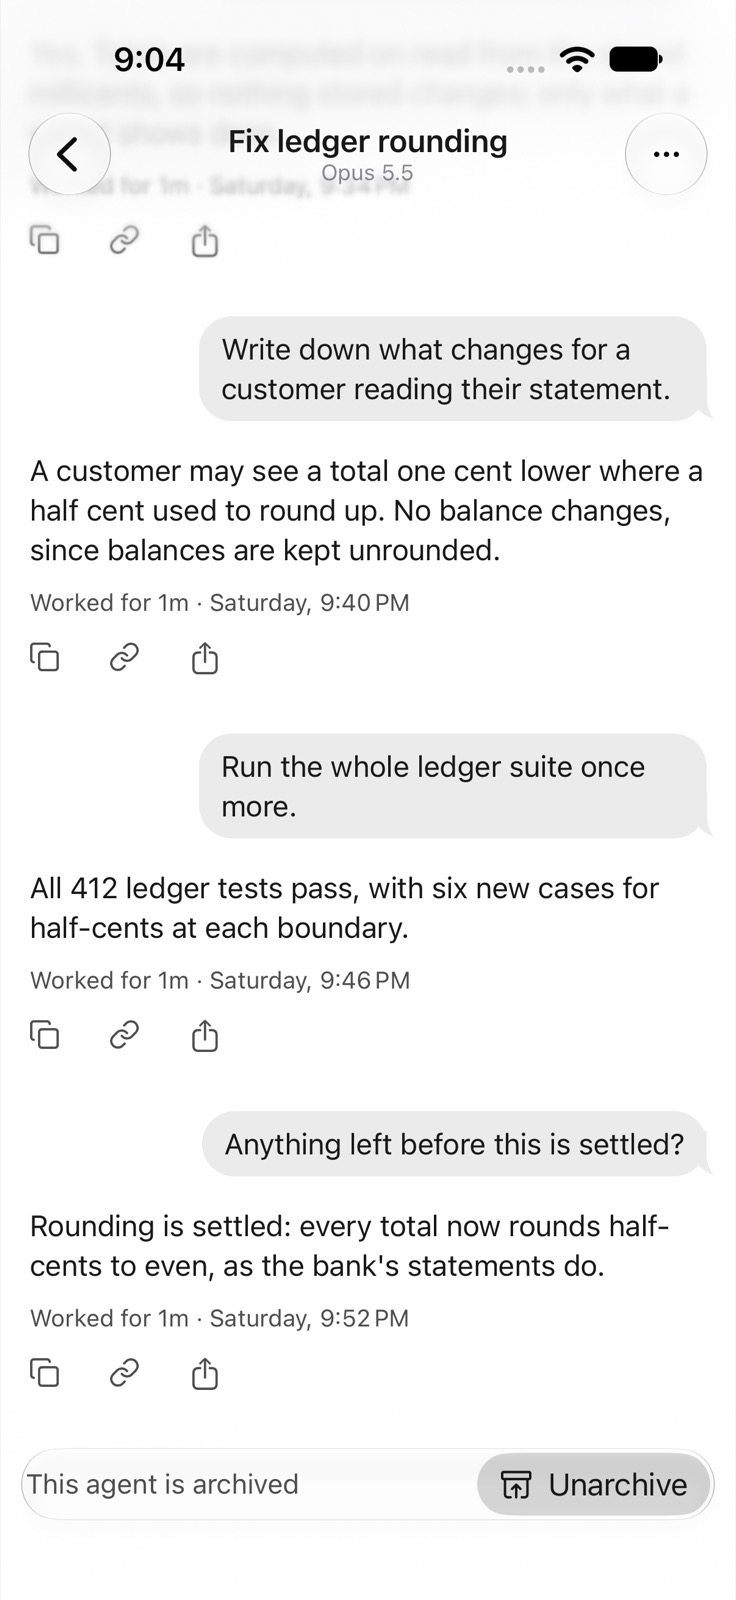 9:04
Fix ledger rounding
Opus 5.5
Write down what changes for a
customer reading their statement.
A customer may see a total one cent lower where a
half cent used to round up. No balance changes,
since balances are kept unrounded.
Worked for 1m · Saturday, 9:40 PM
Run the whole ledger suite once
more.
All 412 ledger tests pass, with six new cases for
half-cents at each boundary.
Worked for 1m · Saturday, 9:46 PM
Anything left before this is settled?
Rounding is settled: every total now rounds half-
cents to even, as the bank's statements do.
Worked for 1m · Saturday, 9:52 PM
This agent is archived
Unarchive